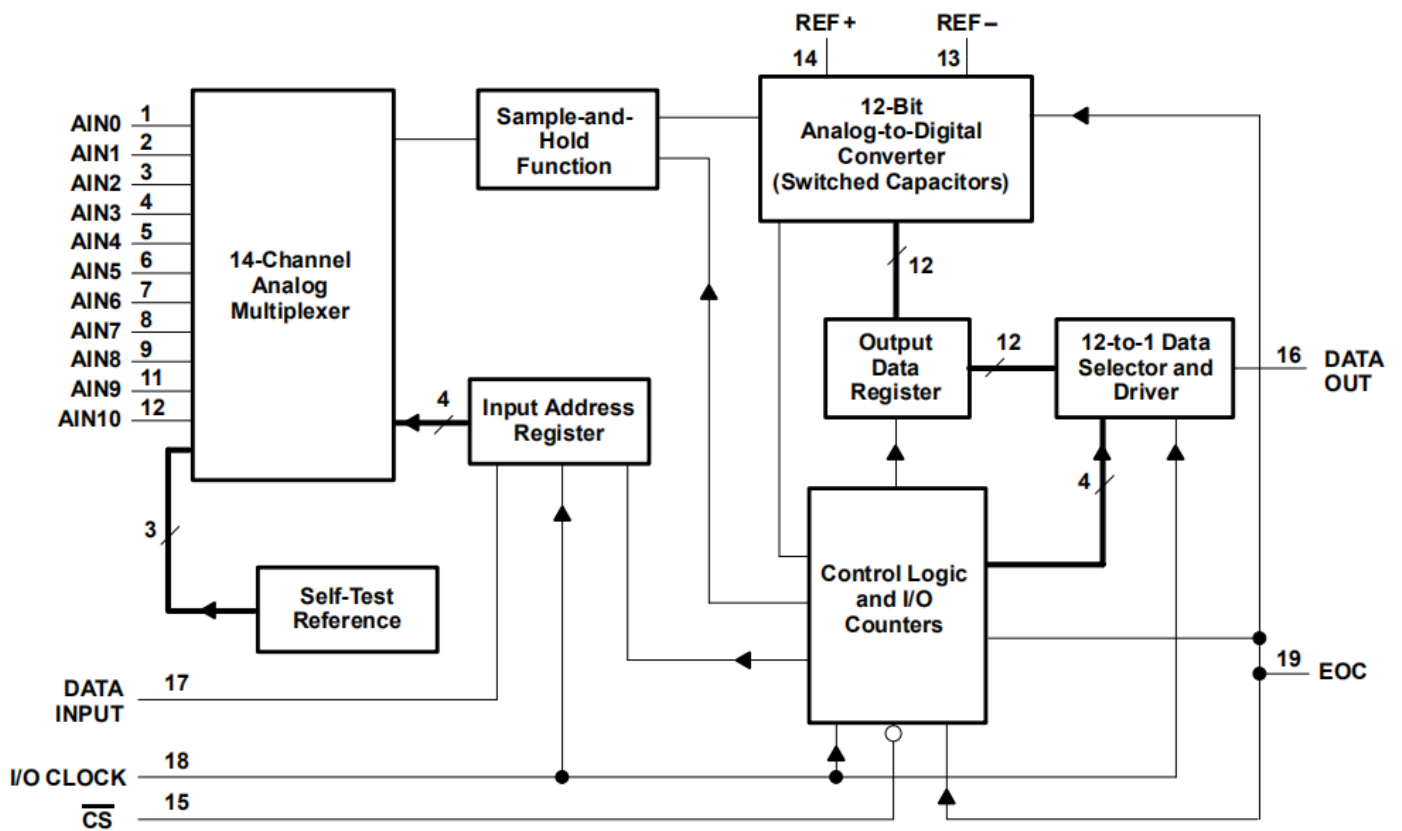 REF+
REF–
14
13
AIN0
1
AIN1
2
AIN2
3
AIN3
4
AIN4
5
AIN5
6
AIN6
7
AIN7
8
AIN8
9
AIN9
11
AIN10
12
14-Channel
Analog
Multiplexer
Sample-and-
Hold
Function
12-Bit
Analog-to-Digital
Converter
(Switched Capacitors)
12
Output
Data
Register
12
12-to-1 Data
Selector and
Driver
16
DATA
OUT
4
Input Address
Register
4
3
Self-Test
Reference
Control Logic
and I/O
Counters
19
EOC
DATA
INPUT
17
I/O CLOCK
18
C̅S̅
15